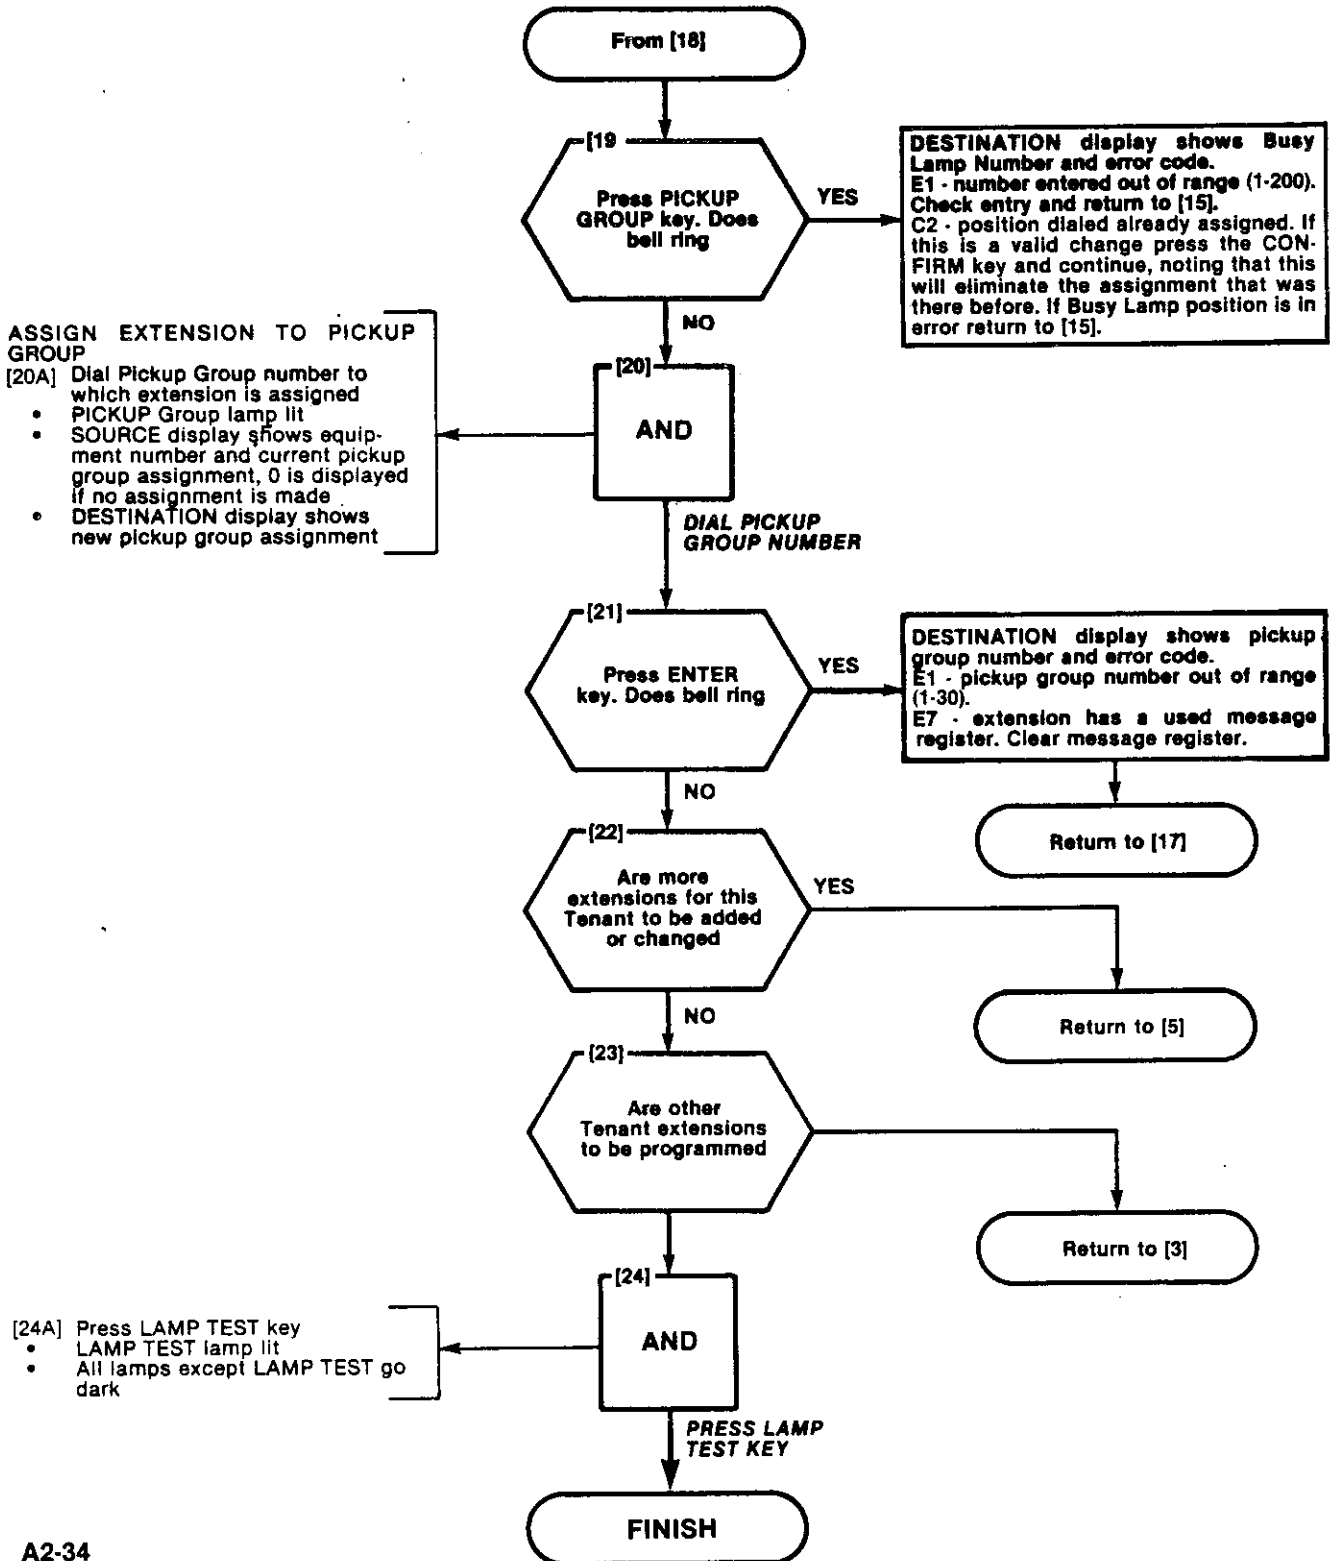 From [18]
[19
Press PICKUP
GROUP key. Does
bell ring
YES
DESTINATION display shows Busy
Lamp Number and error code.
E1 - number entered out of range (1-200).
Check entry and return to [15].
C2 - position dialed already assigned. If
this is a valid change press the CON-
FIRM key and continue, noting that this
will eliminate the assignment that was
there before. If Busy Lamp position is in
error return to [15].
NO
ASSIGN EXTENSION TO PICKUP
GROUP
[20A] Dial Pickup Group number to
which extension is assigned
• PICKUP Group lamp lit
• SOURCE display shows equip-
ment number and current pickup
group assignment, 0 is displayed
if no assignment is made
• DESTINATION display shows
new pickup group assignment
[20]
AND
DIAL PICKUP
GROUP NUMBER
[21]
Press ENTER
key. Does bell ring
YES
DESTINATION display shows pickup
group number and error code.
E1 - pickup group number out of range
(1-30).
E7 - extension has a used message
register. Clear message register.
NO
Return to [17]
[22]
Are more
extensions for this
Tenant to be added
or changed
YES
NO
Return to [5]
[23]
Are other
Tenant extensions
to be programmed
Return to [3]
[24]
AND
[24A] Press LAMP TEST key
• LAMP TEST lamp lit
• All lamps except LAMP TEST go
dark
PRESS LAMP
TEST KEY
FINISH
A2-34